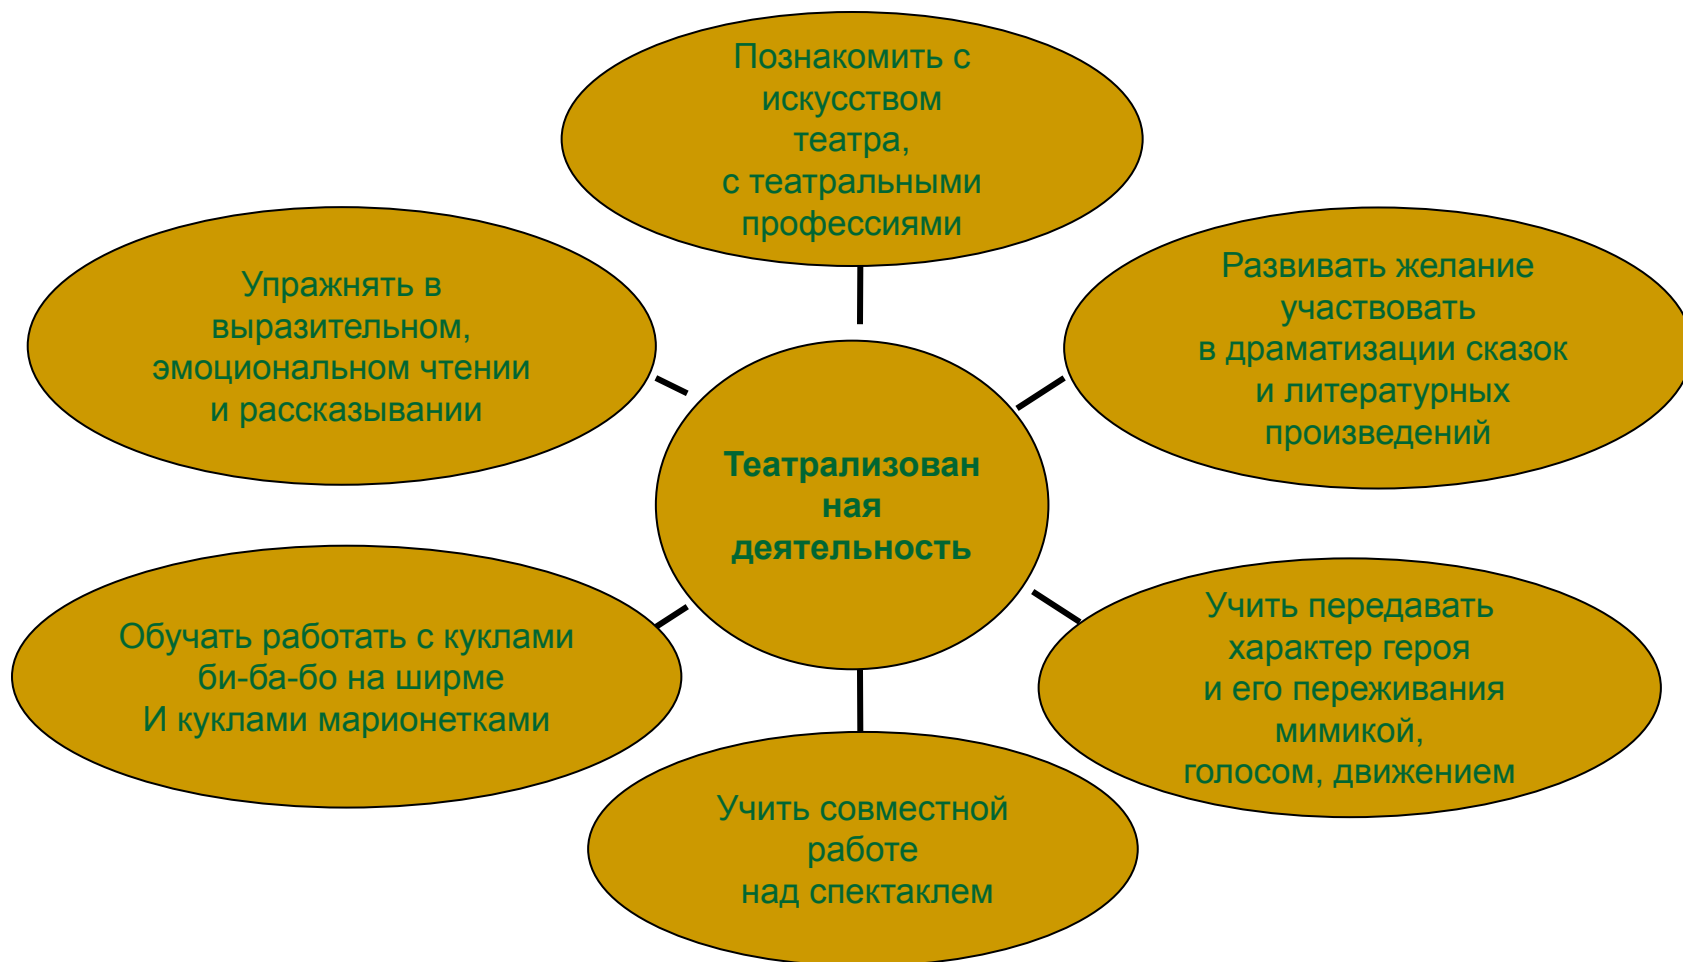 Познакомить с
искусством
театра,
с театральными
профессиями
Упражнять в
выразительном,
эмоциональном чтении
и рассказывании
Развивать желание
участвовать
в драматизации сказок
и литературных
произведений
Театрализован
ная
деятельность
Обучать работать с куклами
би-ба-бо на ширме
И куклами марионетками
Учить передавать
характер героя
и его переживания
мимикой,
голосом, движением
Учить совместной
работе
над спектаклем